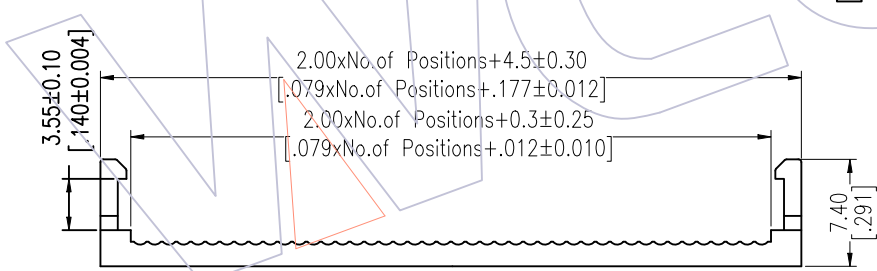 2.00xNo.of Positions+4.5±0.30
[.079xNo.of Positions+.177±0.012]
2.00xNo.of Positions+0.3±0.25
[.079xNo.of Positions+.012±0.010]
3.55±0.10
[.140±0.004]
7.40
[.291]